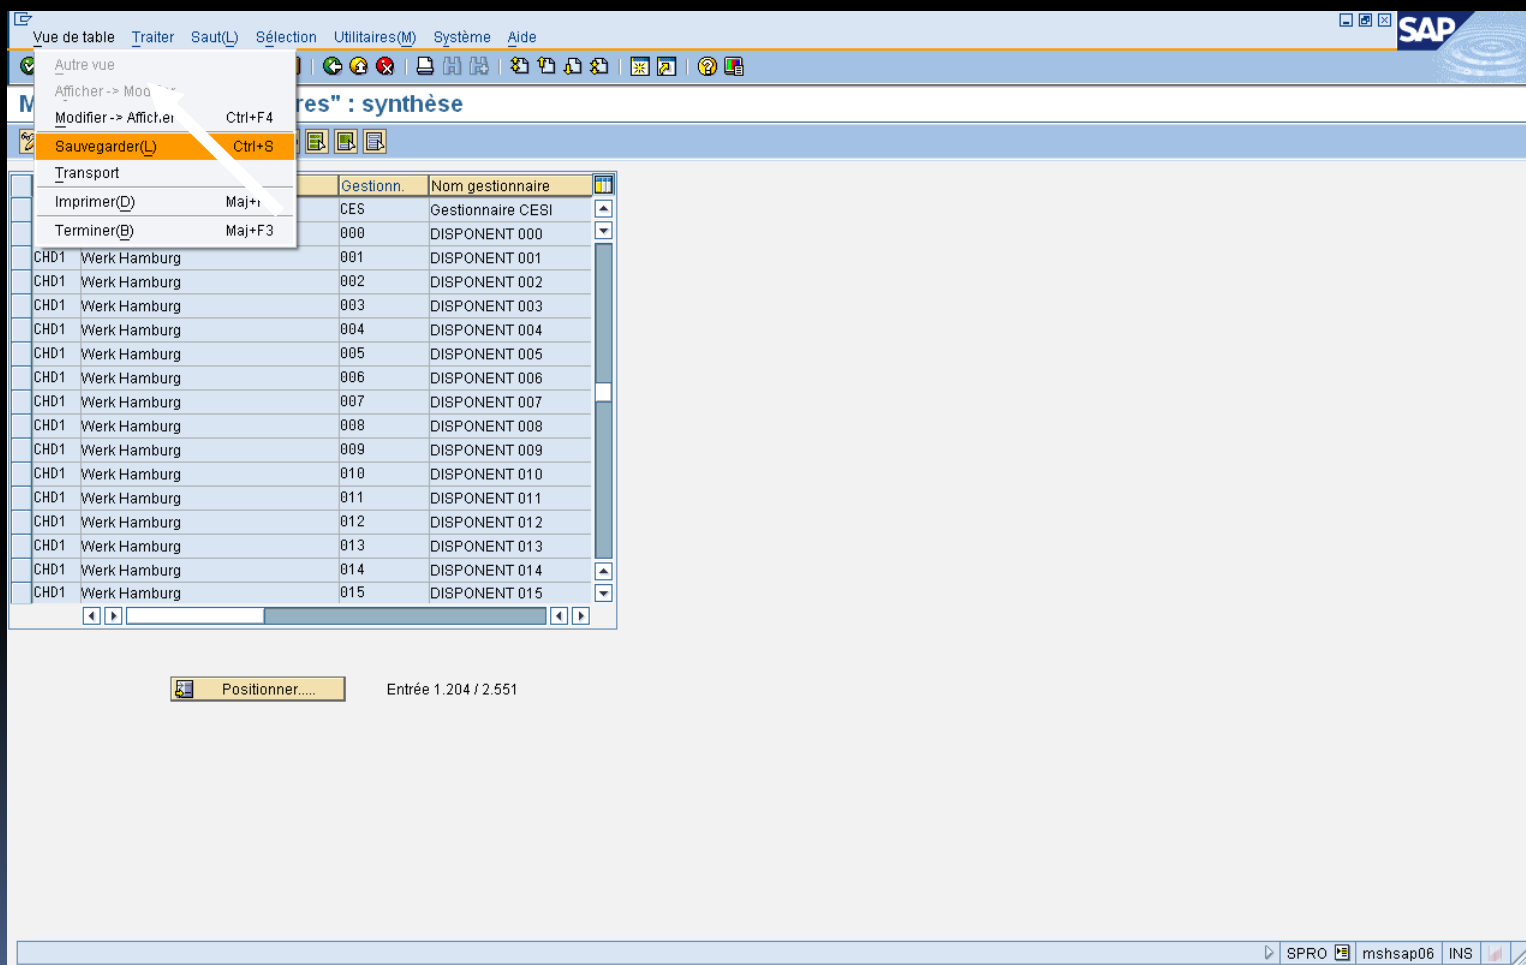 Vue de table Traiter Saut(L) Sélection Utilitaires(M) Système Aide
SAP
Autre vue
Afficher ->
Modifier -> Afficher Ctrl+F4
res" : synthèse
Sauvegarder(L) Ctrl+S
Transport
Gestionn. Nom gestionnaire
Imprimer(D)
CES Gestionnaire CESI
Terminer(B) Maj+F3
000 DISPONENT 000
CHD1 Werk Hamburg 001 DISPONENT 001
CHD1 Werk Hamburg 002 DISPONENT 002
CHD1 Werk Hamburg 003 DISPONENT 003
CHD1 Werk Hamburg 004 DISPONENT 004
CHD1 Werk Hamburg 005 DISPONENT 005
CHD1 Werk Hamburg 006 DISPONENT 006
CHD1 Werk Hamburg 007 DISPONENT 007
CHD1 Werk Hamburg 008 DISPONENT 008
CHD1 Werk Hamburg 009 DISPONENT 009
CHD1 Werk Hamburg 010 DISPONENT 010
CHD1 Werk Hamburg 011 DISPONENT 011
CHD1 Werk Hamburg 012 DISPONENT 012
CHD1 Werk Hamburg 013 DISPONENT 013
CHD1 Werk Hamburg 014 DISPONENT 014
CHD1 Werk Hamburg 015 DISPONENT 015
Positionner..... Entrée 1.204 / 2.551
SPRO mshsap06 INS